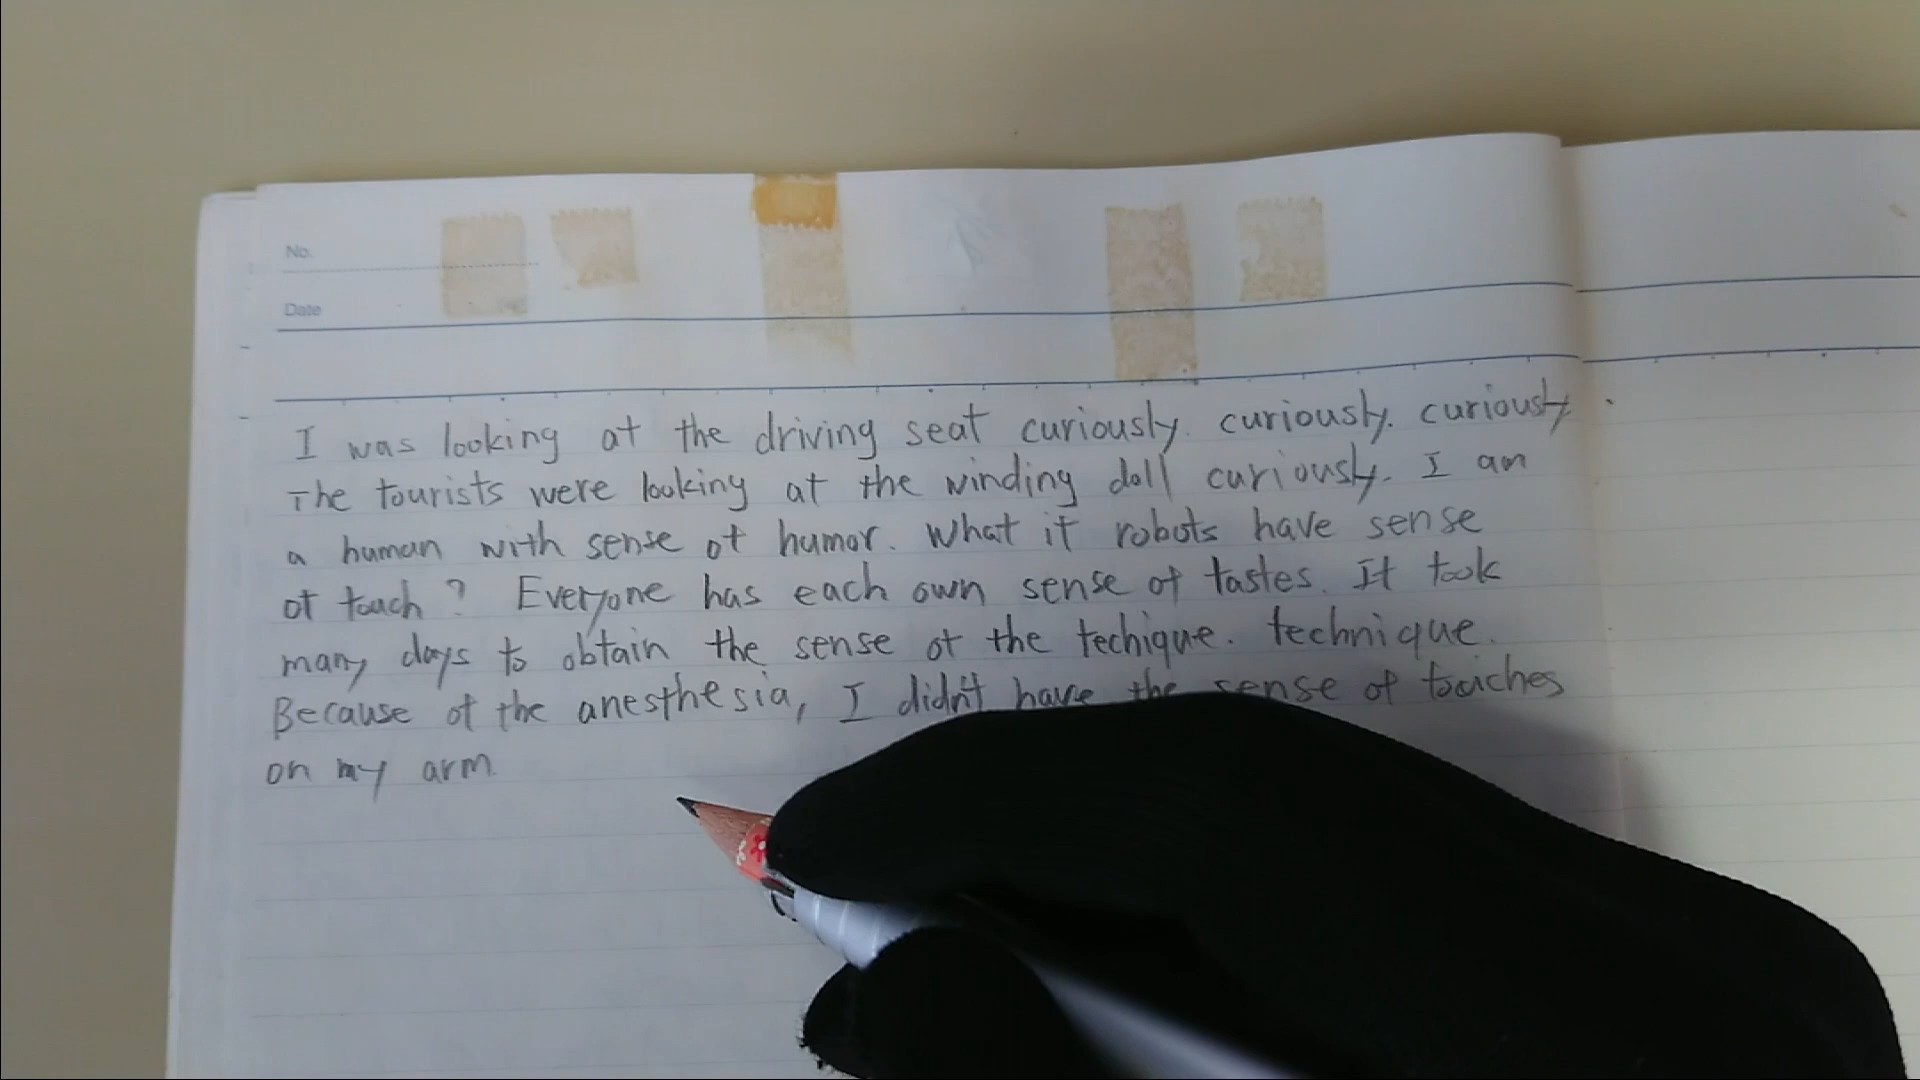 No.
Date
I was looking at the driving seat curiously. curiously. curiously.
The tourists were looking at the winding doll curiously. I am
a human with sense of humor. What if robots have sense
of touch? Everyone has each own sense of tastes. It took
many days to obtain the sense of the techique. technique.
Because of the anesthesia, I didn't have the sense of touches
on my arm.